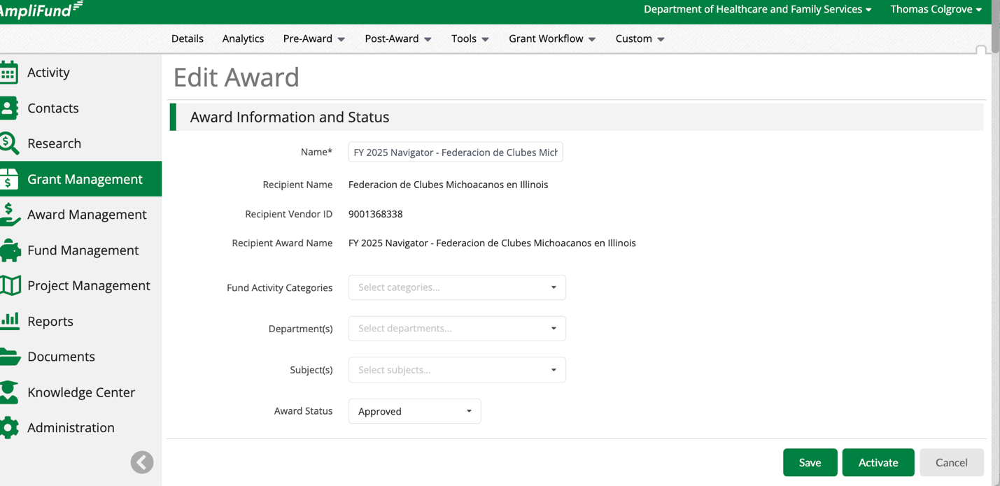 AmpliFund
Department of Healthcare and Family Services
Thomas Colgrove
Details
Analytics
Pre-Award
Post-Award
Tools
Grant Workflow
Custom
Activity
Contacts
Research
Grant Management
Award Management
Fund Management
Project Management
Reports
Documents
Knowledge Center
Administration
Edit Award
Award Information and Status
Name* FY 2025 Navigator - Federacion de Clubes Mich
Recipient Name Federacion de Clubes Michoacanos en Illinois
Recipient Vendor ID 9001368338
Recipient Award Name FY 2025 Navigator - Federacion de Clubes Michoacanos en Illinois
Fund Activity Categories Select categories...
Department(s) Select departments...
Subject(s) Select subjects...
Award Status Approved
Save
Activate
Cancel